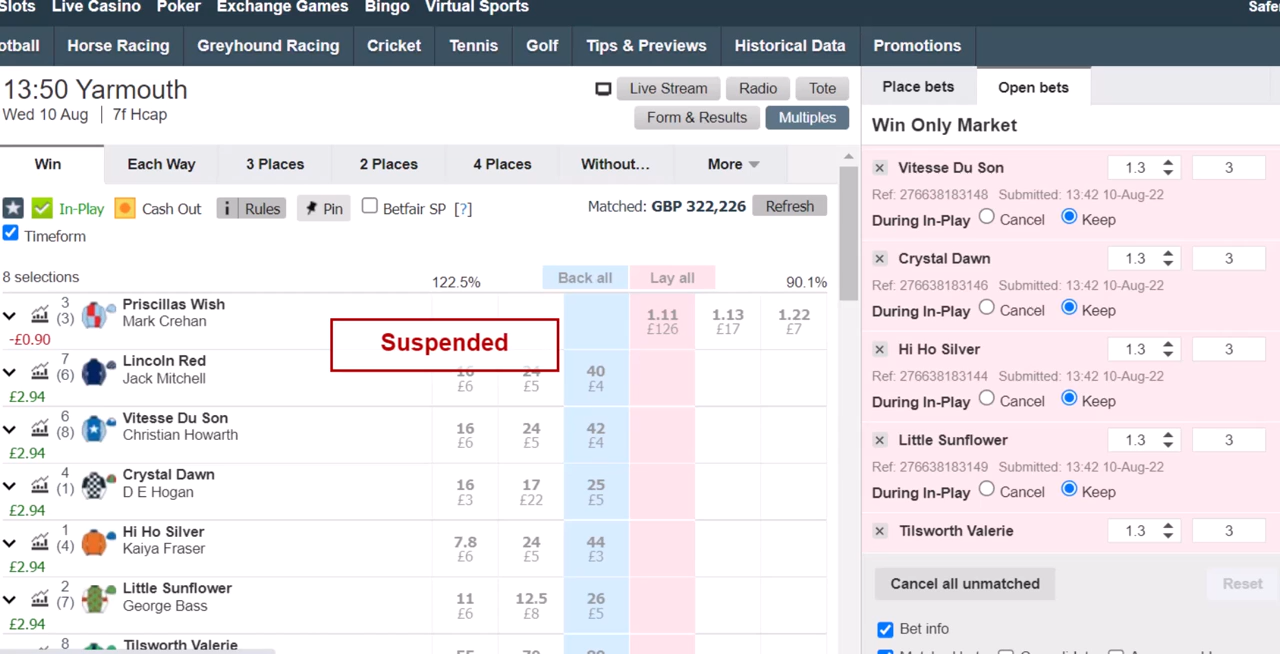 Slots Live Casino Poker Exchange Games Bingo Virtual Sports Safer
Football Horse Racing Greyhound Racing Cricket Tennis Golf Tips & Previews Historical Data Promotions
13:50 Yarmouth
Wed 10 Aug | 7f Hcap
Live Stream Radio Tote
Form & Results Multiples
Win Each Way 3 Places 2 Places 4 Places Without... More
In-Play Cash Out i Rules Pin Betfair SP [?] Matched: GBP 322,226 Refresh
Timeform
8 selections 122.5% Back all Lay all 90.1%
3 (3) Priscillas Wish
Mark Crehan
-£0.90
1.11 1.13 1.22
£126 £17 £7
Suspended
7 (6) Lincoln Red
Jack Mitchell
£2.94
16 24 40
£6 £5 £4
6 (8) Vitesse Du Son
Christian Howarth
£2.94
16 24 42
£6 £5 £4
4 (1) Crystal Dawn
D E Hogan
£2.94
16 17 25
£3 £22 £5
1 (4) Hi Ho Silver
Kaiya Fraser
£2.94
7.8 24 44
£6 £5 £3
2 (7) Little Sunflower
George Bass
£2.94
11 12.5 26
£6 £8 £5
8 Tilsworth Valerie
Place bets Open bets
Win Only Market
Vitesse Du Son 1.3 3
Ref: 276638183148 Submitted: 13:42 10-Aug-22
During In-Play Cancel Keep
Crystal Dawn 1.3 3
Ref: 276638183146 Submitted: 13:42 10-Aug-22
During In-Play Cancel Keep
Hi Ho Silver 1.3 3
Ref: 276638183144 Submitted: 13:42 10-Aug-22
During In-Play Cancel Keep
Little Sunflower 1.3 3
Ref: 276638183149 Submitted: 13:42 10-Aug-22
During In-Play Cancel Keep
Tilsworth Valerie 1.3 3
Cancel all unmatched Reset
Bet info